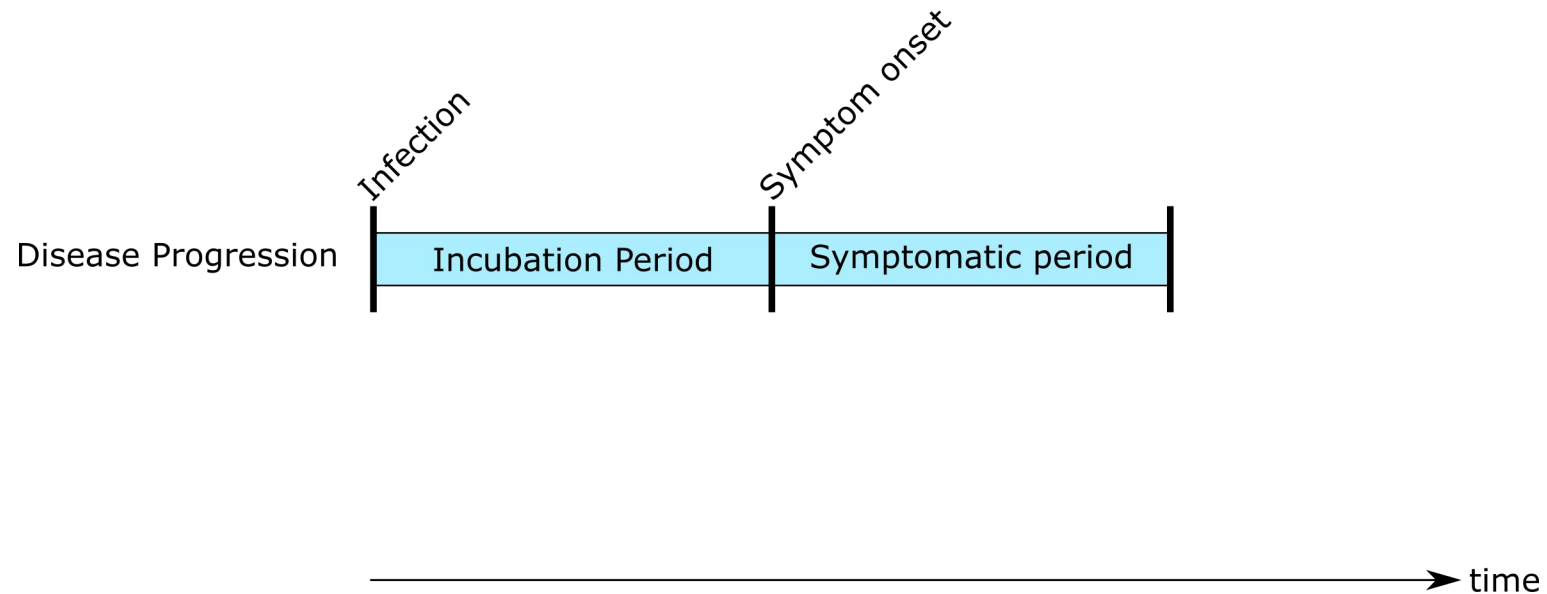 Infection
Symptom onset
Disease Progression
Incubation Period
Symptomatic period
time